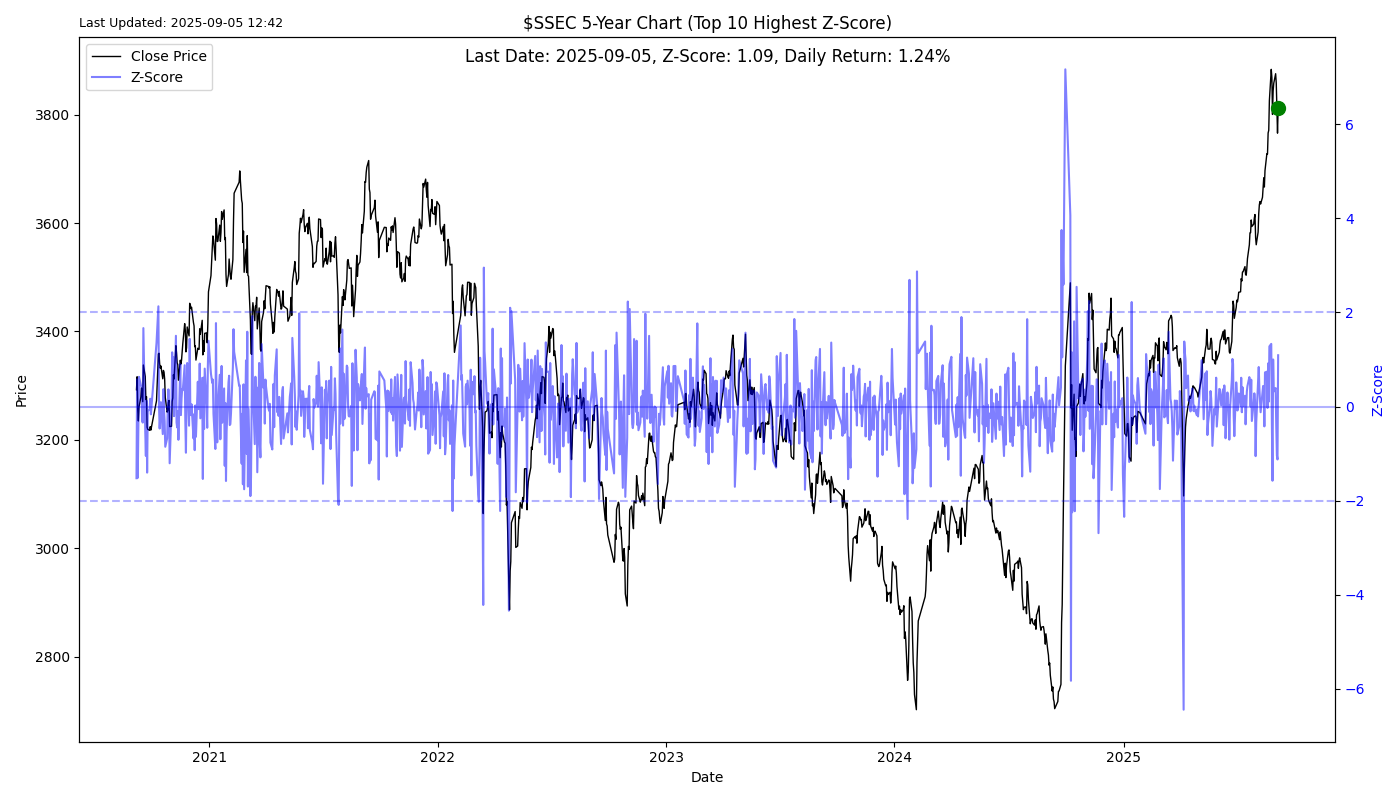 Last Updated: 2025-09-05 12:42
$SSEC 5-Year Chart (Top 10 Highest Z-Score)
Last Date: 2025-09-05, Z-Score: 1.09, Daily Return: 1.24%
Close Price
Z-Score
Price
3800
3600
3400
3200
3000
2800
6
4
2
0
−2
−4
−6
Z-Score
2021
2022
2023
2024
2025
Date